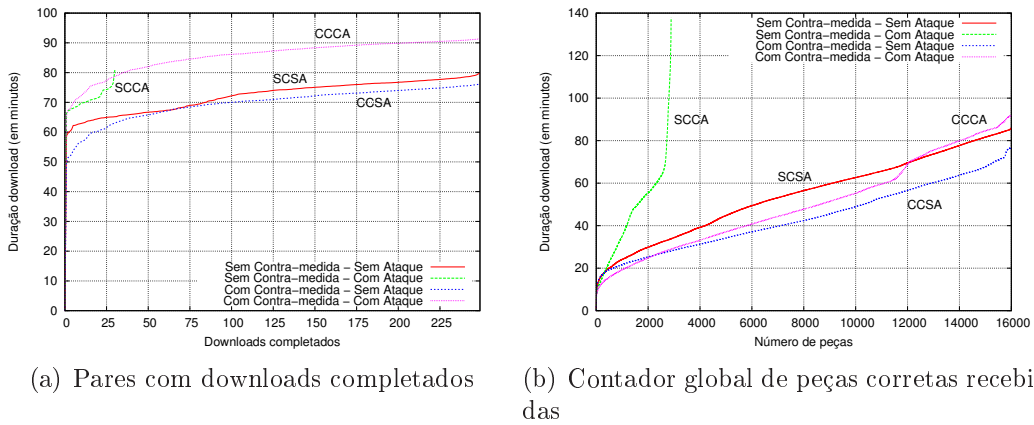 100
90
80
70
60
50
40
30
20
10
0
Duração download (em minutos)
CCCA
SCCA
SCSA
CCSA
Sem Contra-medida - Sem Ataque
Sem Contra-medida - Com Ataque
Com Contra-medida - Sem Ataque
Com Contra-medida - Com Ataque
0 25 50 75 100 125 150 175 200 225
Downloads completados
(a) Pares com downloads completados
140
120
100
80
60
40
20
0
Duração download (em minutos)
Sem Contra-medida - Sem Ataque
Sem Contra-medida - Com Ataque
Com Contra-medida - Sem Ataque
Com Contra-medida - Com Ataque
SCCA
CCCA
SCSA
CCSA
0 2000 4000 6000 8000 10000 12000 14000 16000
Número de peças
(b) Contador global de peças corretas recebi
das